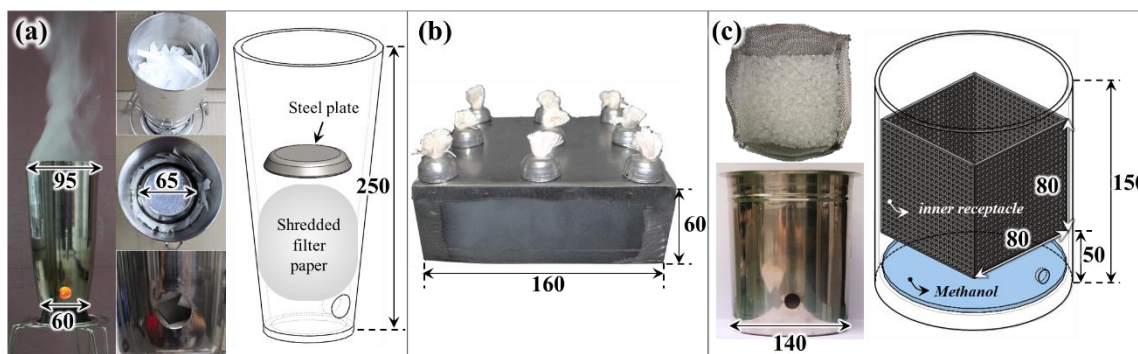 (a)
95
65
60
Steel plate
Shredded
filter
paper
250
(b)
60
160
(c)
140
inner receptacle
Methanol
80
80
50
150